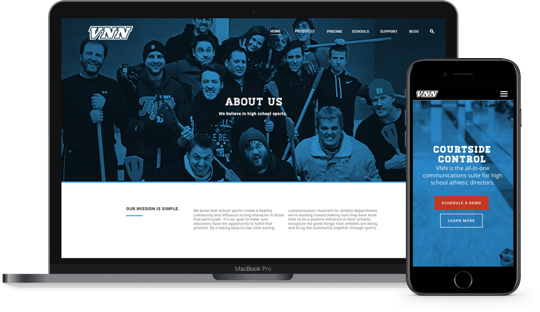 VNN
HOME PRODUCT PRICING SCHOOLS SUPPORT BLOG
ABOUT US
We believe in high school sports.
OUR MISSION IS SIMPLE.
We know that school sports create a healthy
community and influence strong character in those
that participate. It's our goal to make sure
educators have the opportunity to fulfill that
promise. By creating easy-to-use, time saving
communication channels for athletic departments,
we're working toward making sure they have more
time to be a positive influence in their schools,
recognize the great things their athletes are doing,
and bring the community together through sports.
MacBook Pro
VNN
COURTSIDE
CONTROL
VNN is the all-in-one
communications suite for high
school athletic directors.
SCHEDULE A DEMO
LEARN MORE